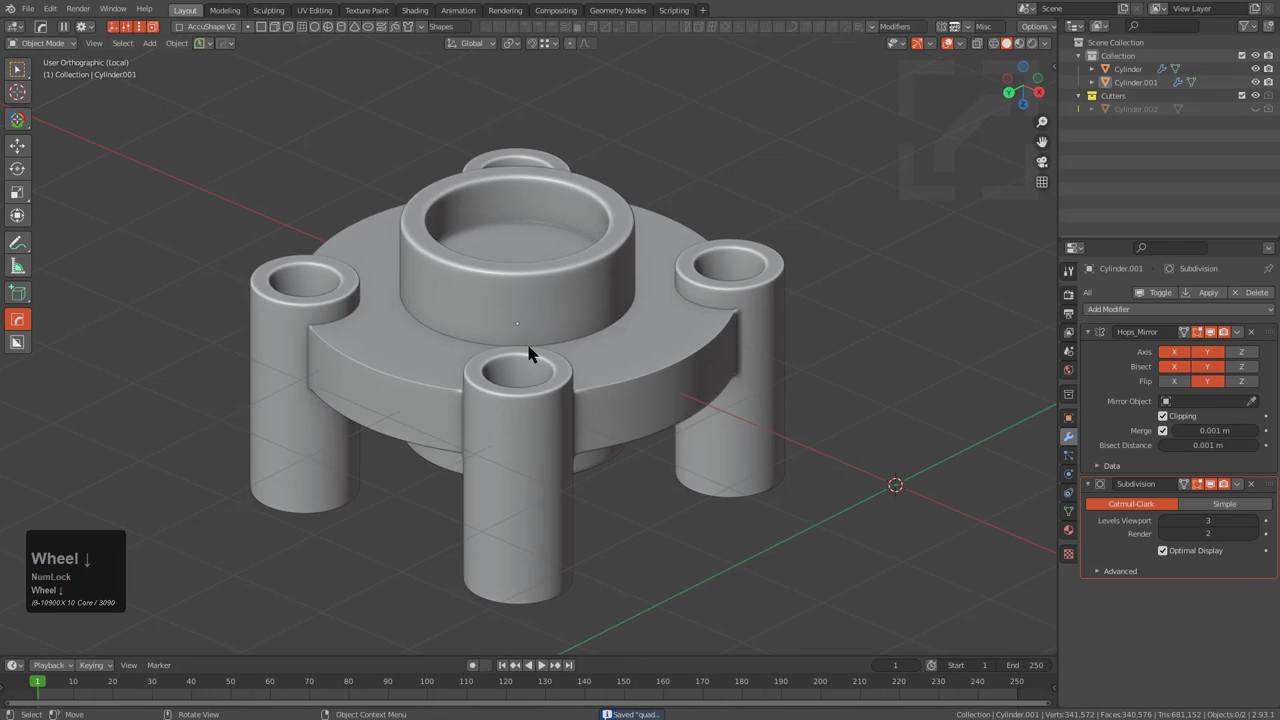 File Edit Render Window Help Layout Modeling Sculpting UV Editing Texture Paint Shading Animation Rendering Compositing Geometry Nodes Scripting + Scene View Layer
AccuShape V2 Shapes Modifiers Misc
Object Mode View Select Add Object Global Options
User Orthographic (Local)
(1) Collection | Cylinder.001
X
Y
Z
Wheel ↓
NumLock
Wheel ↓
i9-10900X 10 Core / 3090
Scene Collection
Collection
Cylinder
Cylinder.001
Cutters
Cylinder.002
Cylinder.001 Subdivision
All Toggle Apply Delete
Add Modifier
Hops_Mirror
Axis X Y Z
Bisect X Y Z
Flip X Y Z
Mirror Object
Clipping
Merge 0.001 m
Bisect Distance 0.001 m
Data
Subdivision
Catmull-Clark Simple
Levels Viewport 3
Render 2
Optimal Display
Advanced
Playback Keying View Marker 1 Start 1 End 250
1 10 20 30 40 50 60 70 80 90 100 110 120 130 140 150 160 170 180 190 200 210 220 230 240 250
Select Move Rotate View Object Context Menu Saved "quad... Collection | Cylinder.001 | Verts:341,572 | Faces:340,576 | Tris:681,152 | Objects:0/2 | 2.93.1